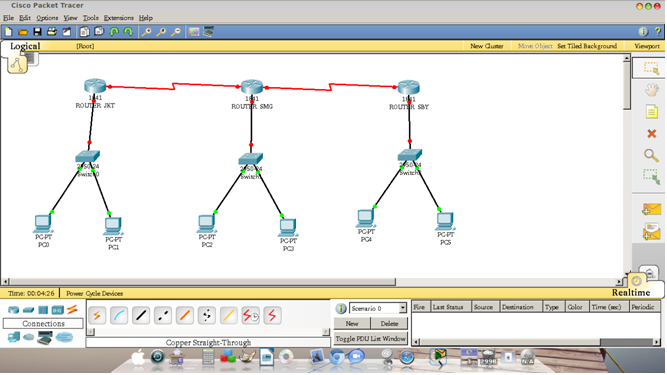 Cisco Packet Tracer
File Edit Options View Tools Extensions Help
Logical [Root] New Cluster Move Object Set Tiled Background Viewport
1841
ROUTER JKT
1841
ROUTER SMG
1841
ROUTER SBY
2950-24
Switch0
2950-24
2950-24
PC-PT
PC0
PC-PT
PC1
PC-PT
PC2
PC-PT
PC3
PC-PT
PC4
PC-PT
PC5
Time: 00:04:26 Power Cycle Devices Realtime
Connections
Copper Straight-Through
Scenario 0
New Delete
Toggle PDU List Window
Fire Last Status Source Destination Type Color Time (sec) Periodic